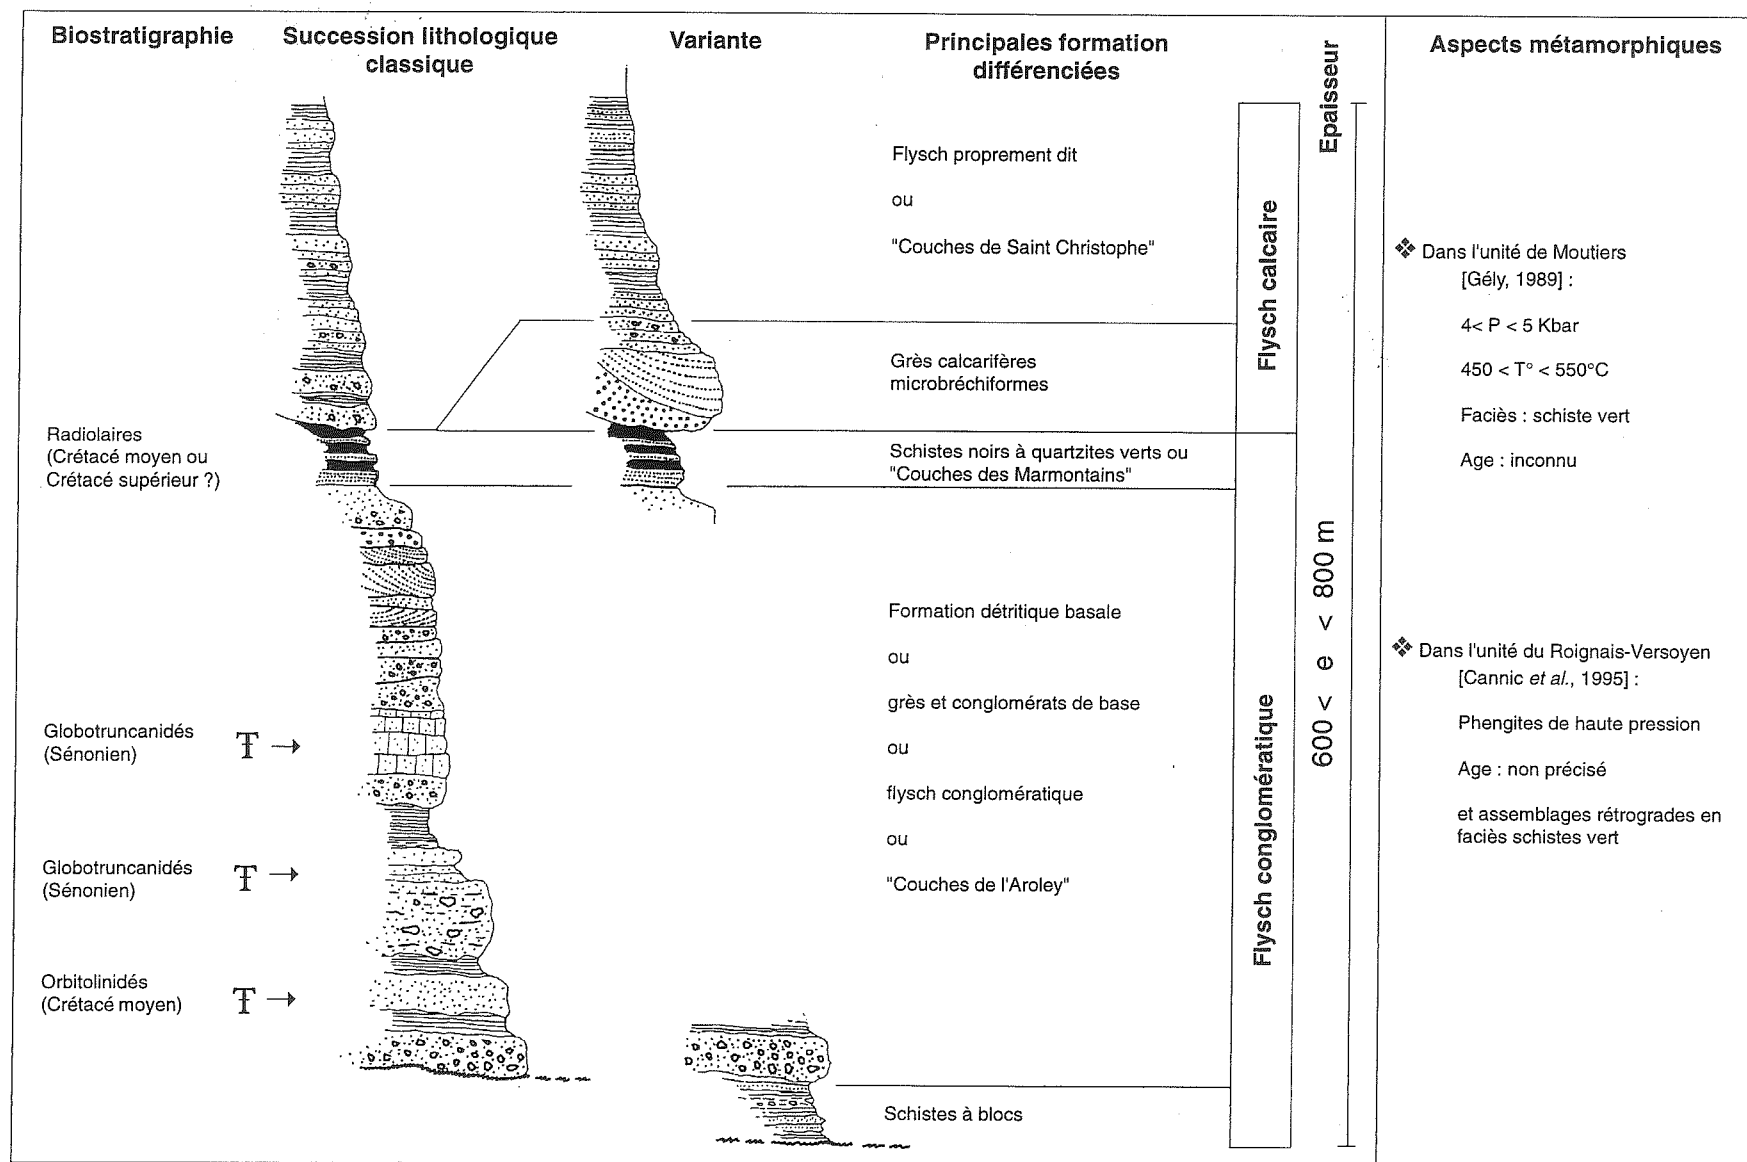 Biostratigraphie
Succession lithologique
classique
Variante
Principales formation
différenciées
Epaisseur
Aspects métamorphiques
Flysch proprement dit
ou
"Couches de Saint Christophe"
Grès calcarifères
microbréchiformes
Schistes noirs à quartzites verts ou
"Couches des Marmontains"
Formation détritique basale
ou
grès et conglomérats de base
ou
flysch conglomératique
ou
"Couches de l'Aroley"
Schistes à blocs
Radiolaires
(Crétacé moyen ou
Crétacé supérieur ?)
Globotruncanidés
(Sénonien)
Globotruncanidés
(Sénonien)
Orbitolinidés
(Crétacé moyen)
Flysch calcaire
Flysch conglomératique
600 < e < 800 m
❖ Dans l'unité de Moutiers
[Gély, 1989] :
4< P < 5 Kbar
450 < T° < 550°C
Faciès : schiste vert
Age : inconnu
❖ Dans l'unité du Roignais-Versoyen
[Cannic et al., 1995] :
Phengites de haute pression
Age : non précisé
et assemblages rétrogrades en
faciès schistes vert